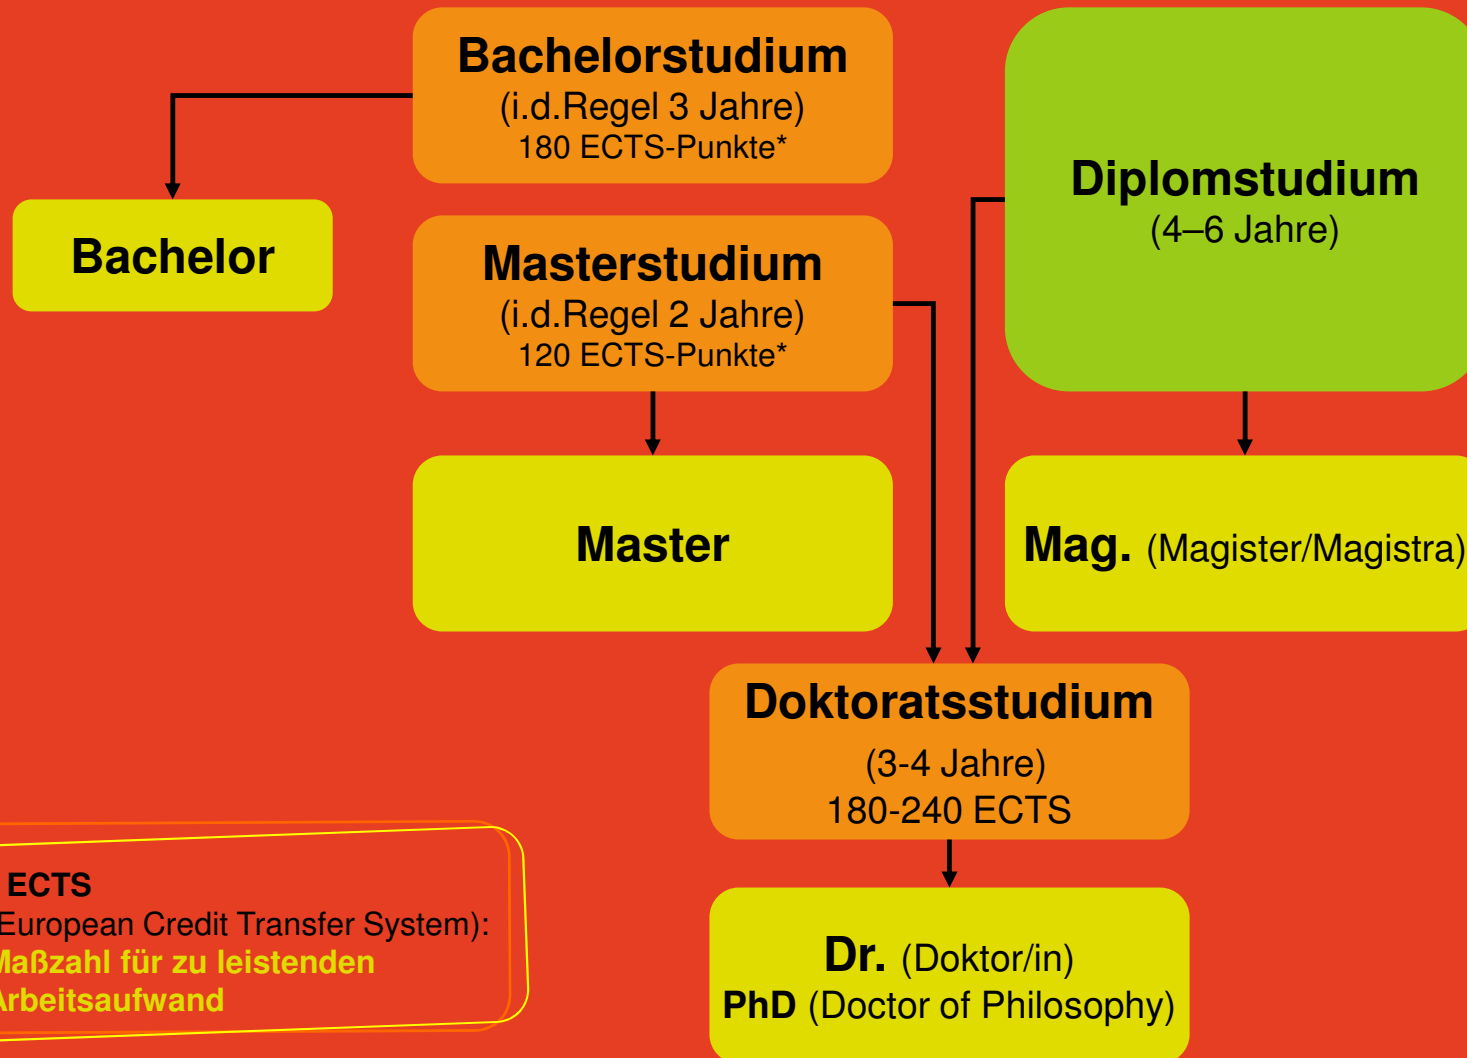 Bachelorstudium
(i.d.Regel 3 Jahre)
180 ECTS-Punkte*
Bachelor
Masterstudium
(i.d.Regel 2 Jahre)
120 ECTS-Punkte*
Diplomstudium
(4–6 Jahre)
Master
Mag. (Magister/Magistra)
Doktoratsstudium
(3-4 Jahre)
180-240 ECTS
Dr. (Doktor/in)
PhD (Doctor of Philosophy)
ECTS
(European Credit Transfer System):
Maßzahl für zu leistenden
Arbeitsaufwand